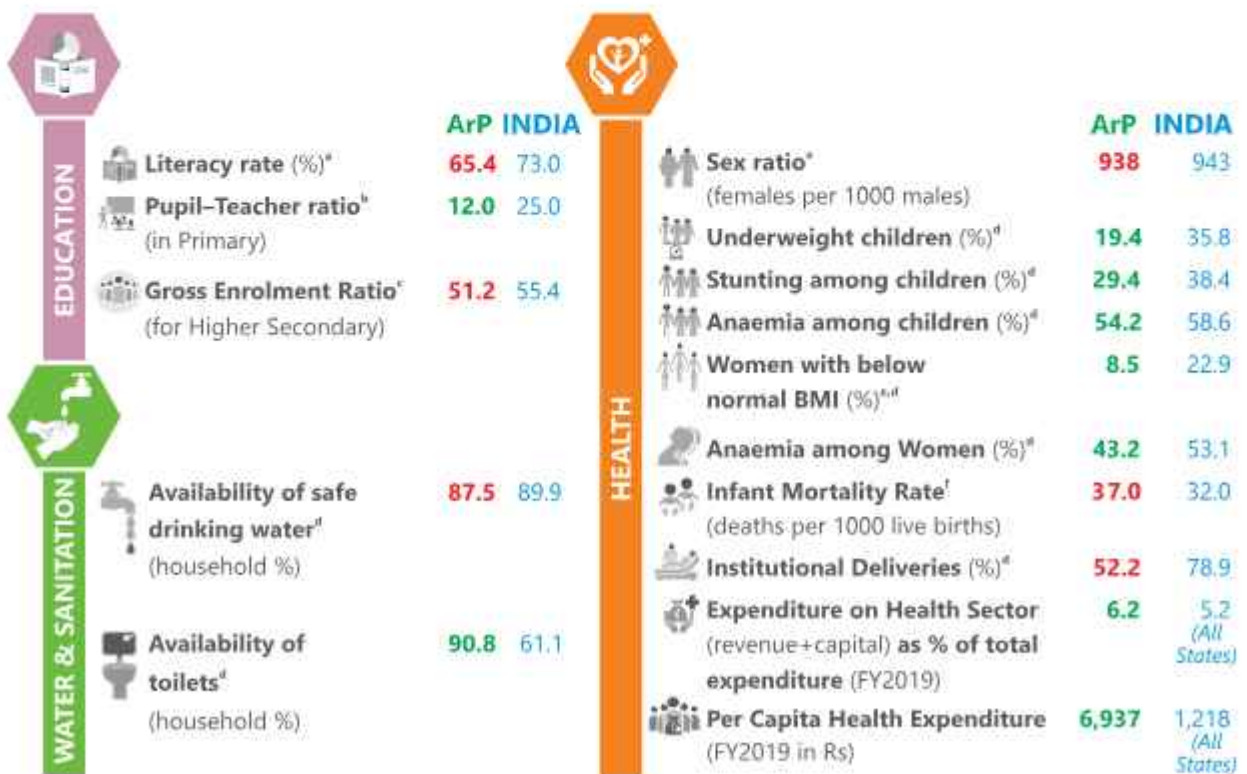 EDUCATION
ArP INDIA
Literacy rate (%)ᵃ 65.4 73.0
Pupil–Teacher ratioᵇ 12.0 25.0
(in Primary)
Gross Enrolment Ratioᶜ 51.2 55.4
(for Higher Secondary)
WATER & SANITATION
Availability of safe 87.5 89.9
drinking waterᵈ
(household %)
Availability of 90.8 61.1
toiletsᵈ
(household %)
HEALTH
ArP INDIA
Sex ratio 938 943
(females per 1000 males)
Underweight children (%)ᵈ 19.4 35.8
Stunting among children (%)ᵈ 29.4 38.4
Anaemia among children (%)ᵈ 54.2 58.6
Women with below 8.5 22.9
normal BMI (%)
Anaemia among Women (%)ᵈ 43.2 53.1
Infant Mortality Rateᶠ 37.0 32.0
(deaths per 1000 live births)
Institutional Deliveries (%)ᵈ 52.2 78.9
Expenditure on Health Sector 6.2 5.2
(revenue+capital) as % of total (All
expenditure (FY2019) States)
Per Capita Health Expenditure 6,937 1,218
(FY2019 in Rs) (All
States)